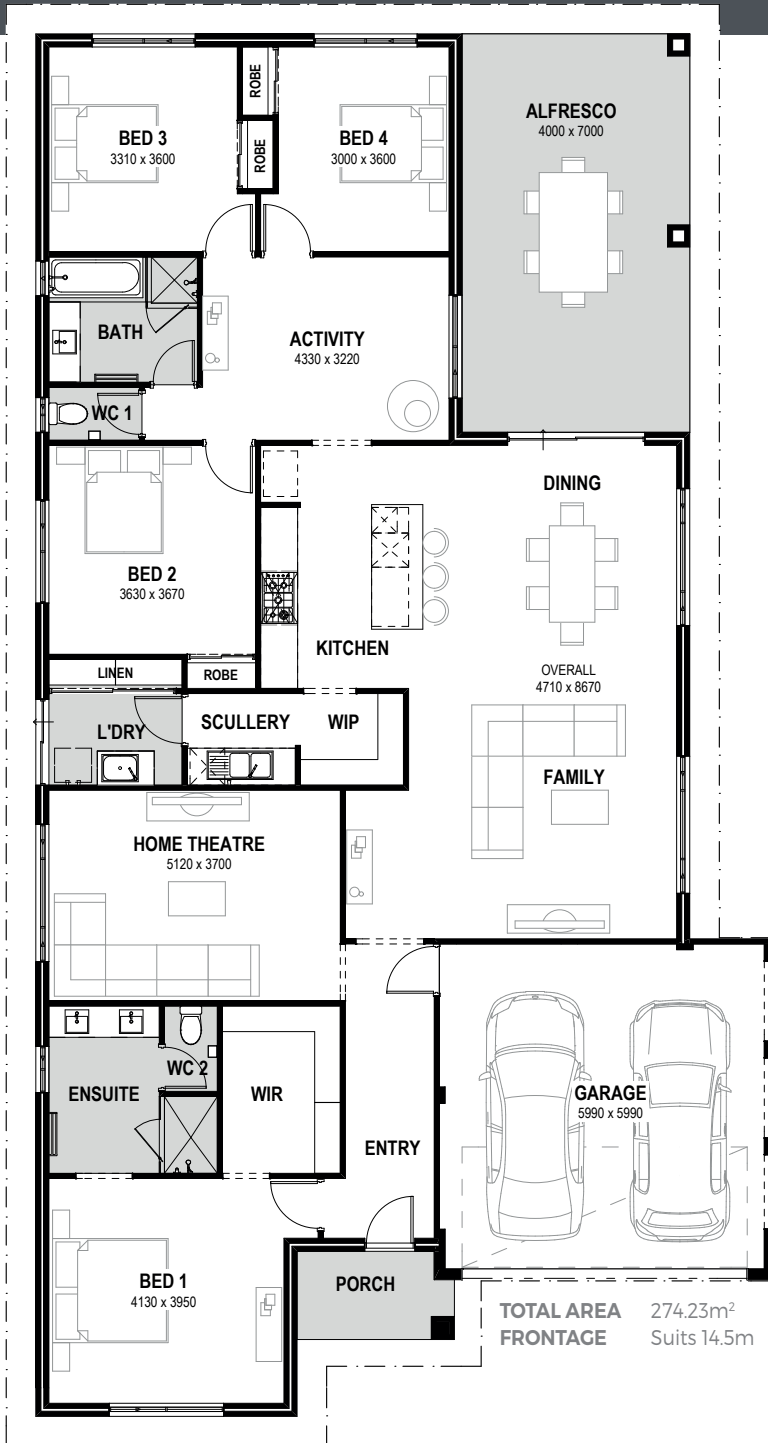 ROBE
BED 3
3310 x 3600
ROBE
BED 4
3000 x 3600
ALFRESCO
4000 x 7000
BATH
ACTIVITY
4330 x 3220
WC 1
DINING
BED 2
3630 x 3670
KITCHEN
OVERALL
4710 x 8670
LINEN
ROBE
L'DRY
SCULLERY
WIP
FAMILY
HOME THEATRE
5120 x 3700
WC 2
ENSUITE
WIR
GARAGE
5990 x 5990
ENTRY
BED 1
4130 x 3950
PORCH
TOTAL AREA 274.23m²
FRONTAGE Suits 14.5m